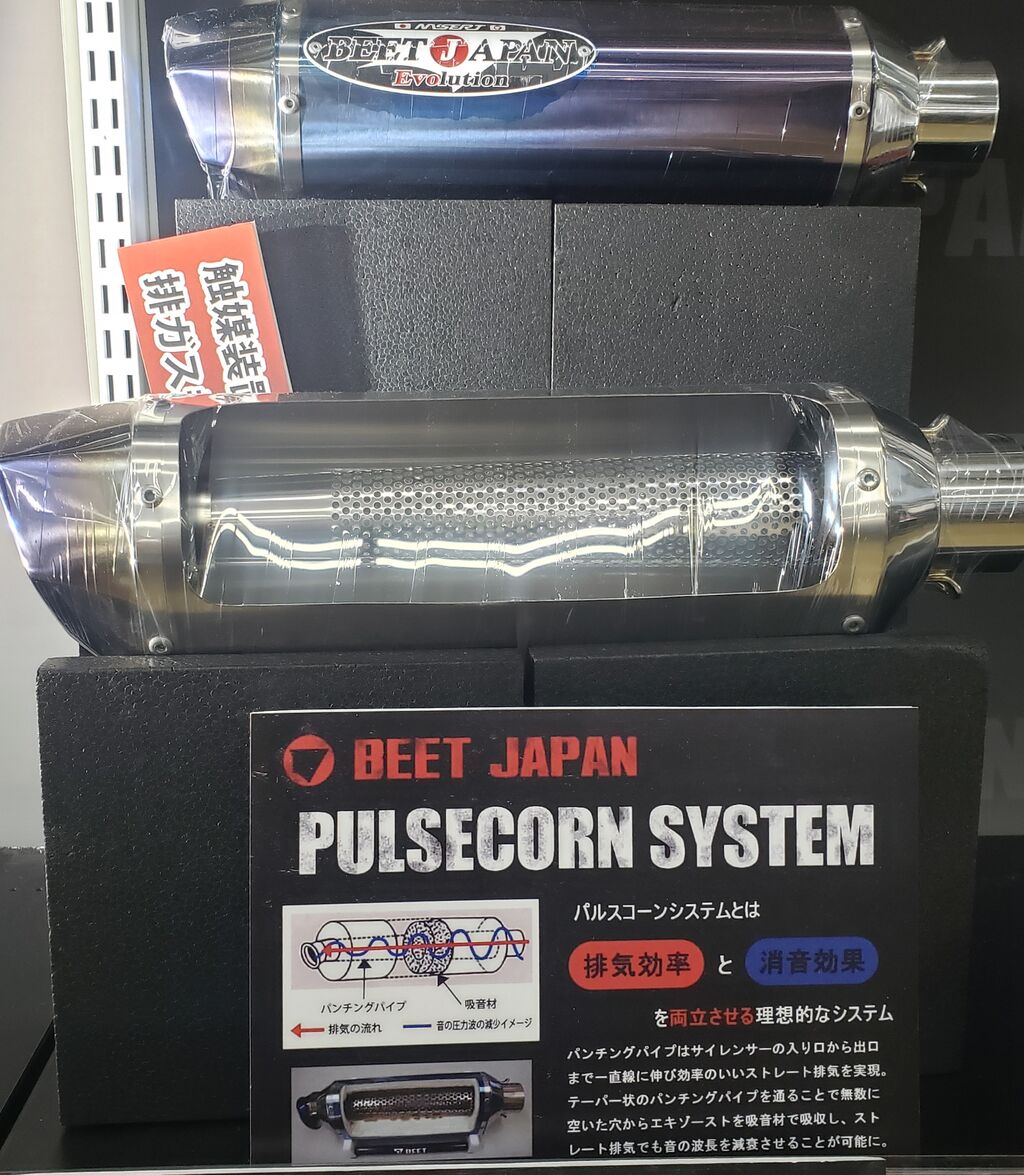 NASSERT
BEET JAPAN
Evolution
触媒装
排ガス
BEET JAPAN
PULSECORN SYSTEM
パルスコーンシステムとは
排気効率 と 消音効果
を両立させる理想的なシステム
パンチングパイプ
吸音材
排気の流れ
音の圧力波の減少イメージ
パンチングパイプはサイレンサーの入り口から出口
まで一直線に伸び効率のいいストレート排気を実現。
テーパー状のパンチングパイプを通ることで無数に
空いた穴からエキゾーストを吸音材で吸収し、スト
レート排気でも音の波長を減衰させることが可能に。
BEET